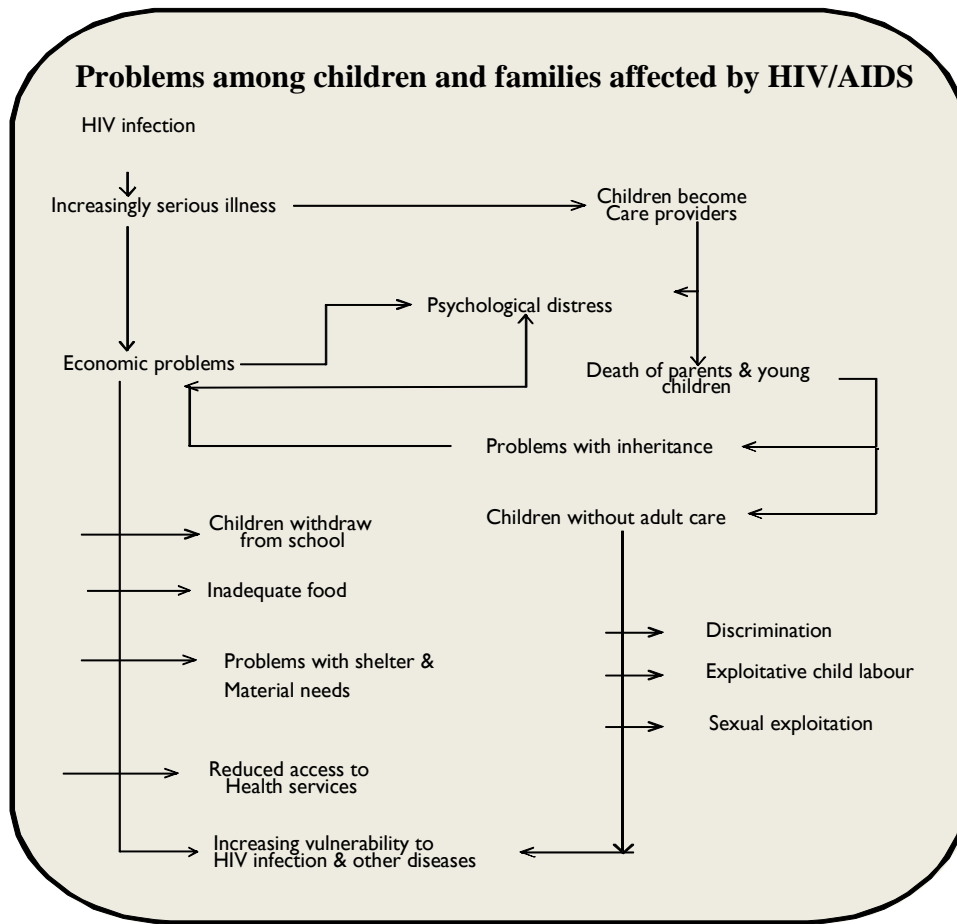 Problems among children and families affected by HIV/AIDS
HIV infection
Increasingly serious illness
Children become
Care providers
Psychological distress
Economic problems
Death of parents & young
children
Problems with inheritance
Children without adult care
Children withdraw
from school
Inadequate food
Problems with shelter &
Material needs
Reduced access to
Health services
Increasing vulnerability to
HIV infection & other diseases
Discrimination
Exploitative child labour
Sexual exploitation